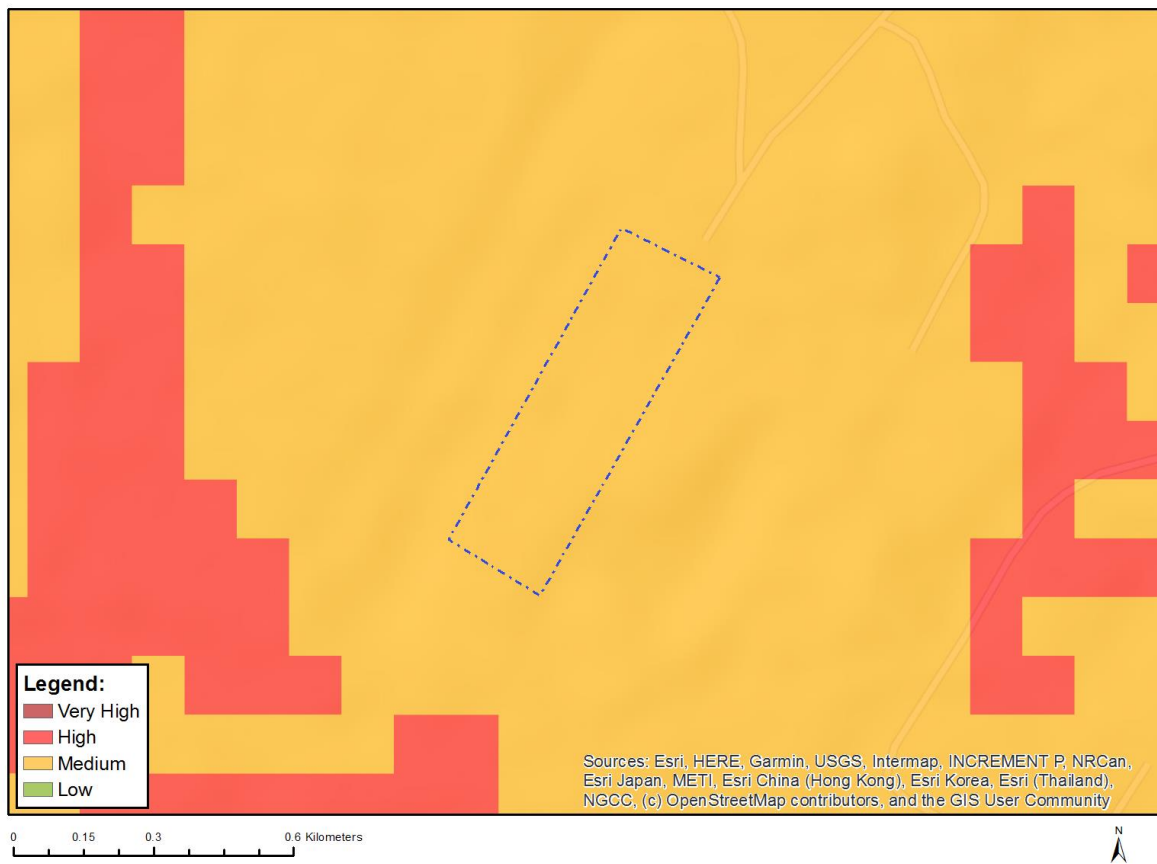 Legend:
Very High
High
Medium
Low
Sources: Esri, HERE, Garmin, USGS, Intermap, INCREMENT P, NRCan,
Esri Japan, METI, Esri China (Hong Kong), Esri Korea, Esri (Thailand),
NGCC, (c) OpenStreetMap contributors, and the GIS User Community
0 0.15 0.3 0.6 Kilometers
N